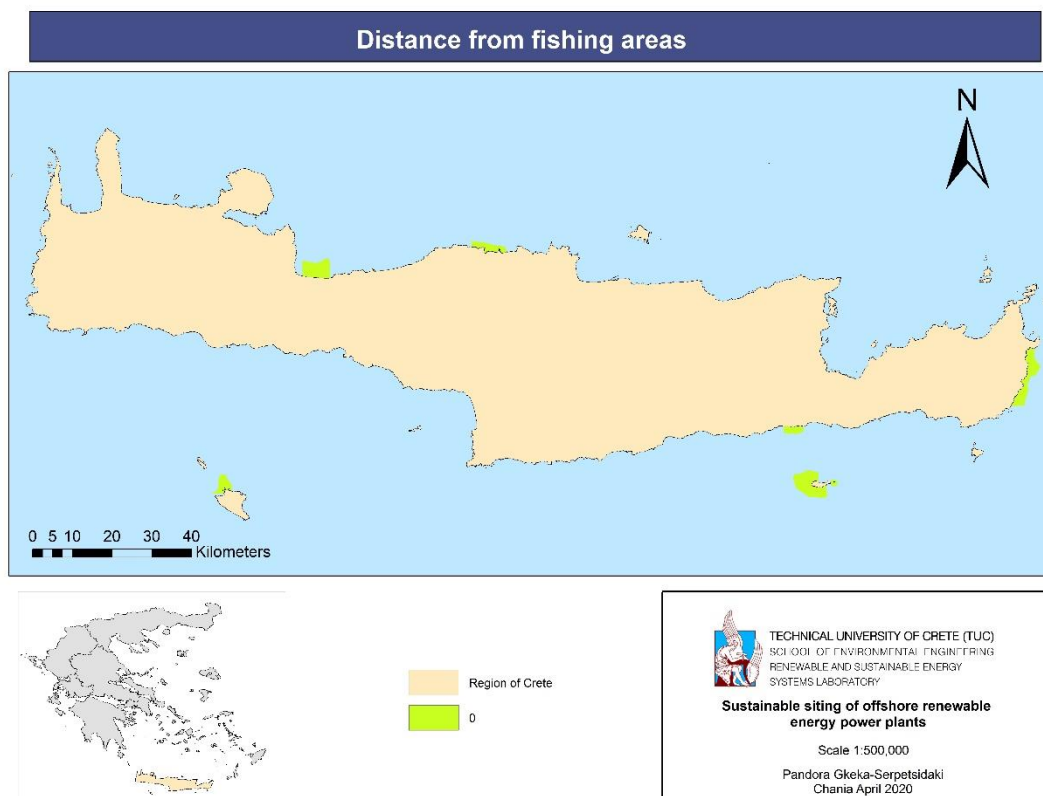 Distance from fishing areas
N
0 5 10 20 30 40
Kilometers
Region of Crete
0
TECHNICAL UNIVERSITY OF CRETE (TUC)
SCHOOL OF ENVIRONMENTAL ENGINEERING
RENEWABLE AND SUSTAINABLE ENERGY
SYSTEMS LABORATORY
Sustainable siting of offshore renewable
energy power plants
Scale 1:500,000
Pandora Gkeka-Serpetsidaki
Chania April 2020